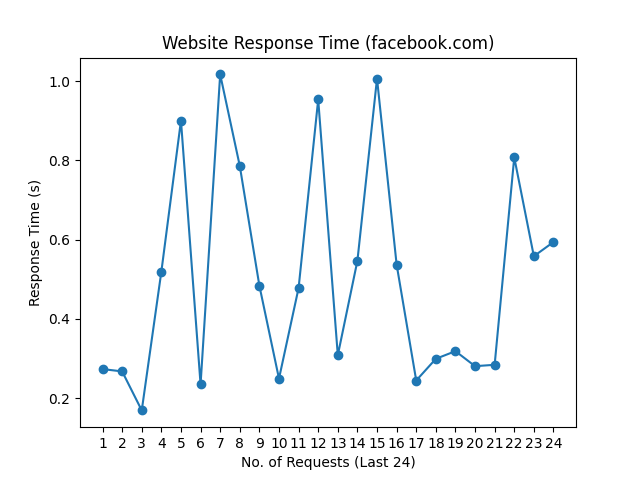 Website Response Time (facebook.com)
1.0
0.8
0.6
0.4
0.2
Response Time (s)
1 2 3 4 5 6 7 8 9 10 11 12 13 14 15 16 17 18 19 20 21 22 23 24
No. of Requests (Last 24)